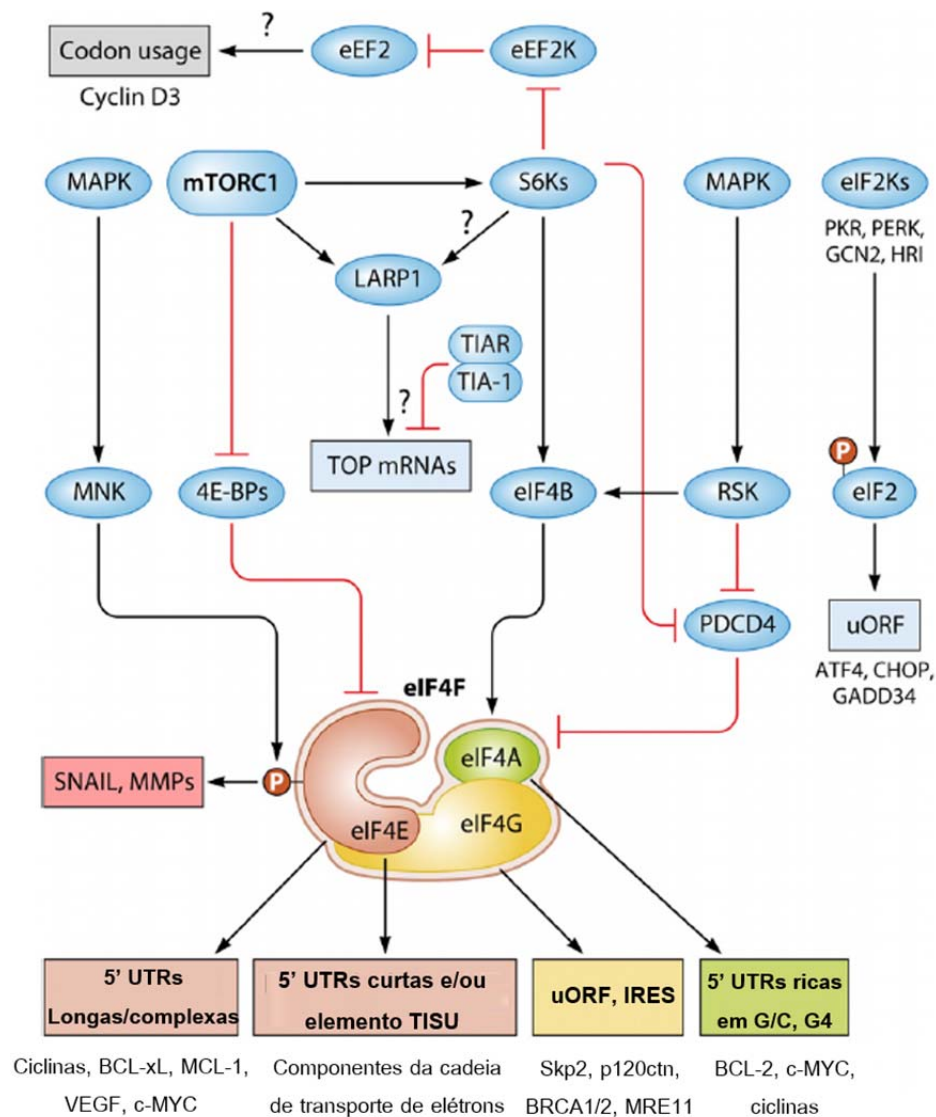 ?
Codon usage
eEF2
eEF2K
Cyclin D3
MAPK
mTORC1
S6Ks
MAPK
eIF2Ks
?
PKR, PERK,
GCN2, HRI
LARP1
TIAR
TIA-1
?
TOP mRNAs
P
MNK
4E-BPs
eIF4B
RSK
eIF2
PDCD4
uORF
ATF4, CHOP,
GADD34
eIF4F
eIF4A
SNAIL, MMPs
P
eIF4E
eIF4G
5' UTRs
Longas/complexas
5' UTRs curtas e/ou
elemento TISU
uORF, IRES
5' UTRs ricas
em G/C, G4
Ciclinas, BCL-xL, MCL-1,
VEGF, c-MYC
Componentes da cadeia
de transporte de elétrons
Skp2, p120ctn,
BRCA1/2, MRE11
BCL-2, c-MYC,
ciclinas